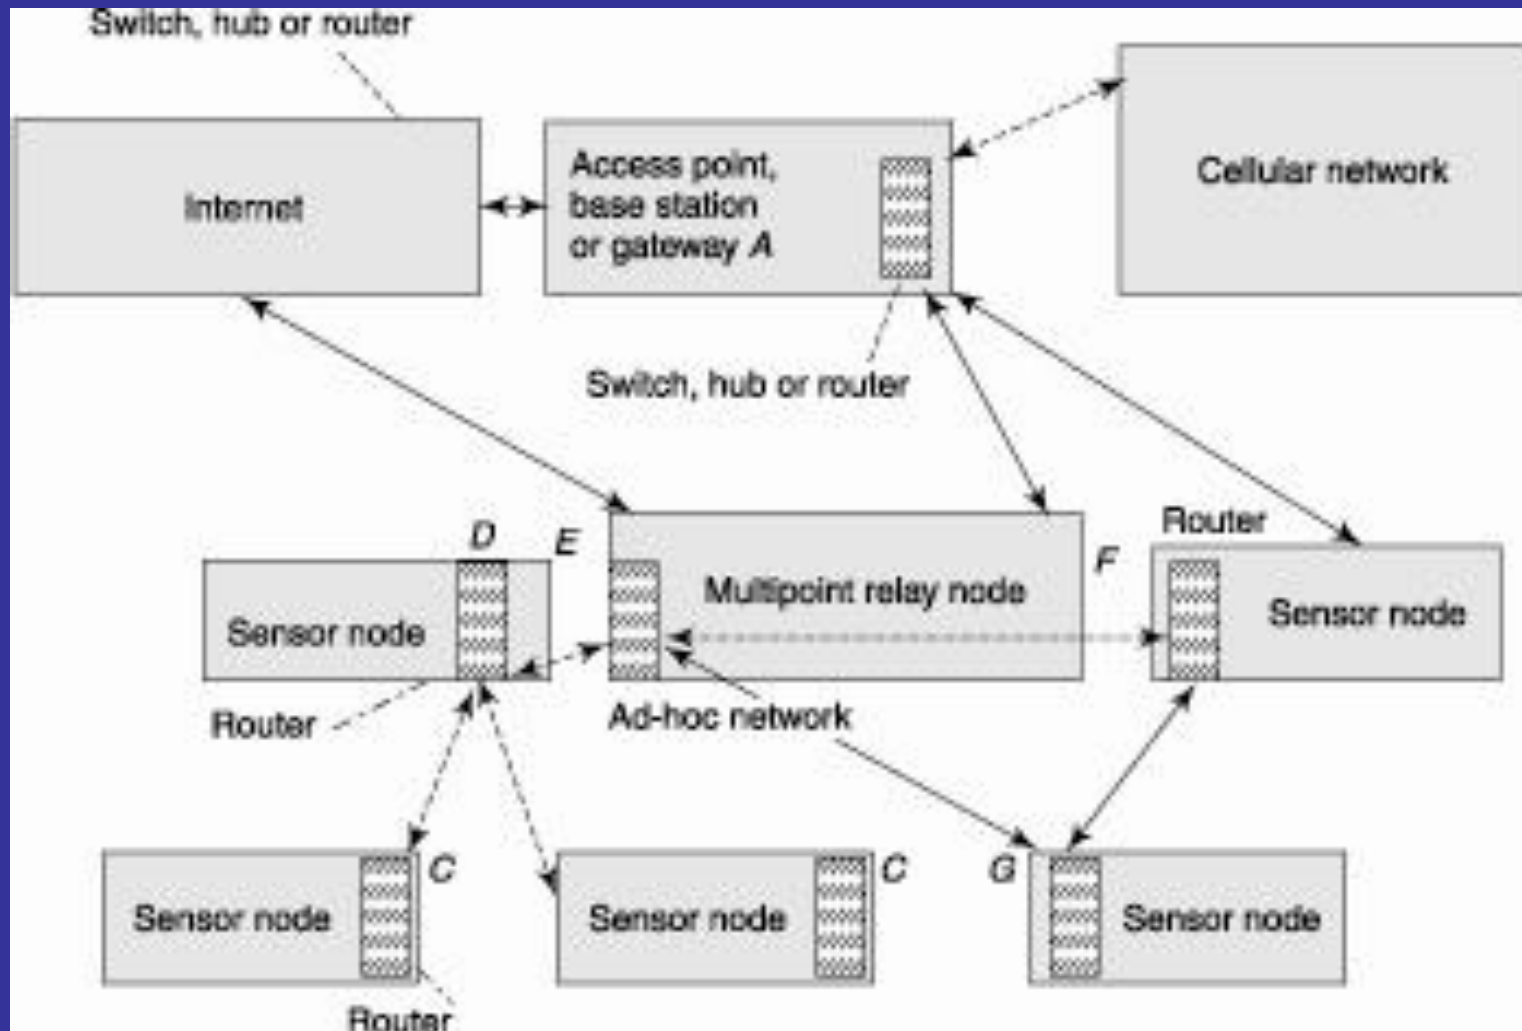 Switch, hub or router
Internet
Access point,
base station
or gateway A
Cellular network
Switch, hub or router
D
E
Sensor node
Multipoint relay node
F
Router
Sensor node
Router
Ad-hoc network
Sensor node
C
Sensor node
C
G
Sensor node
Router